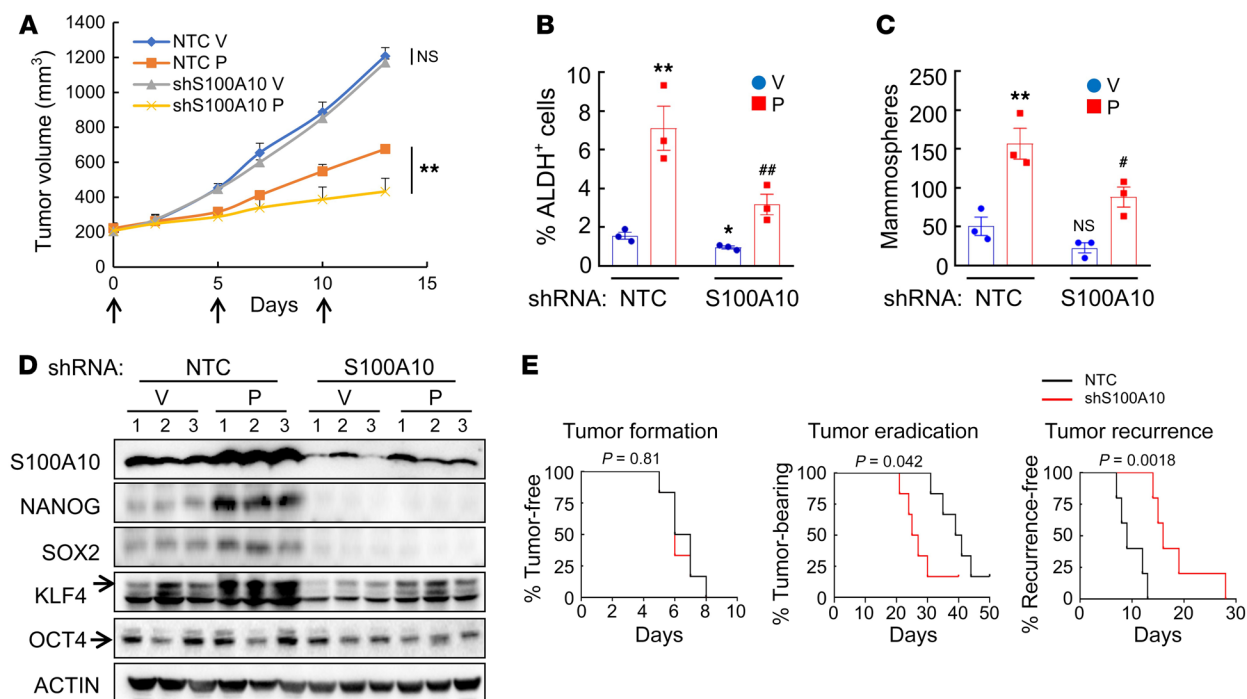 A
Tumor volume (mm3)
1400
1200
1000
800
600
400
200
0
NTC V
NTC P
shS100A10 V
shS100A10 P
NS
**
0 5 10 15
Days
B
% ALDH+ cells
10
8
6
4
2
0
V
P
**
*
##
shRNA: NTC S100A10
C
Mammospheres
250
200
150
100
50
0
V
P
**
NS
#
shRNA: NTC S100A10
D
shRNA: NTC S100A10
V P V P
1 2 3 1 2 3 1 2 3 1 2 3
S100A10
NANOG
SOX2
KLF4
OCT4
ACTIN
E
NTC
shS100A10
Tumor formation
P = 0.81
% Tumor-free
100
75
50
25
0
0 2 4 6 8 10
Days
Tumor eradication
P = 0.042
% Tumor-bearing
100
75
50
25
0
0 10 20 30 40 50
Days
Tumor recurrence
P = 0.0018
% Recurrence-free
100
75
50
25
0
0 10 20 30
Days